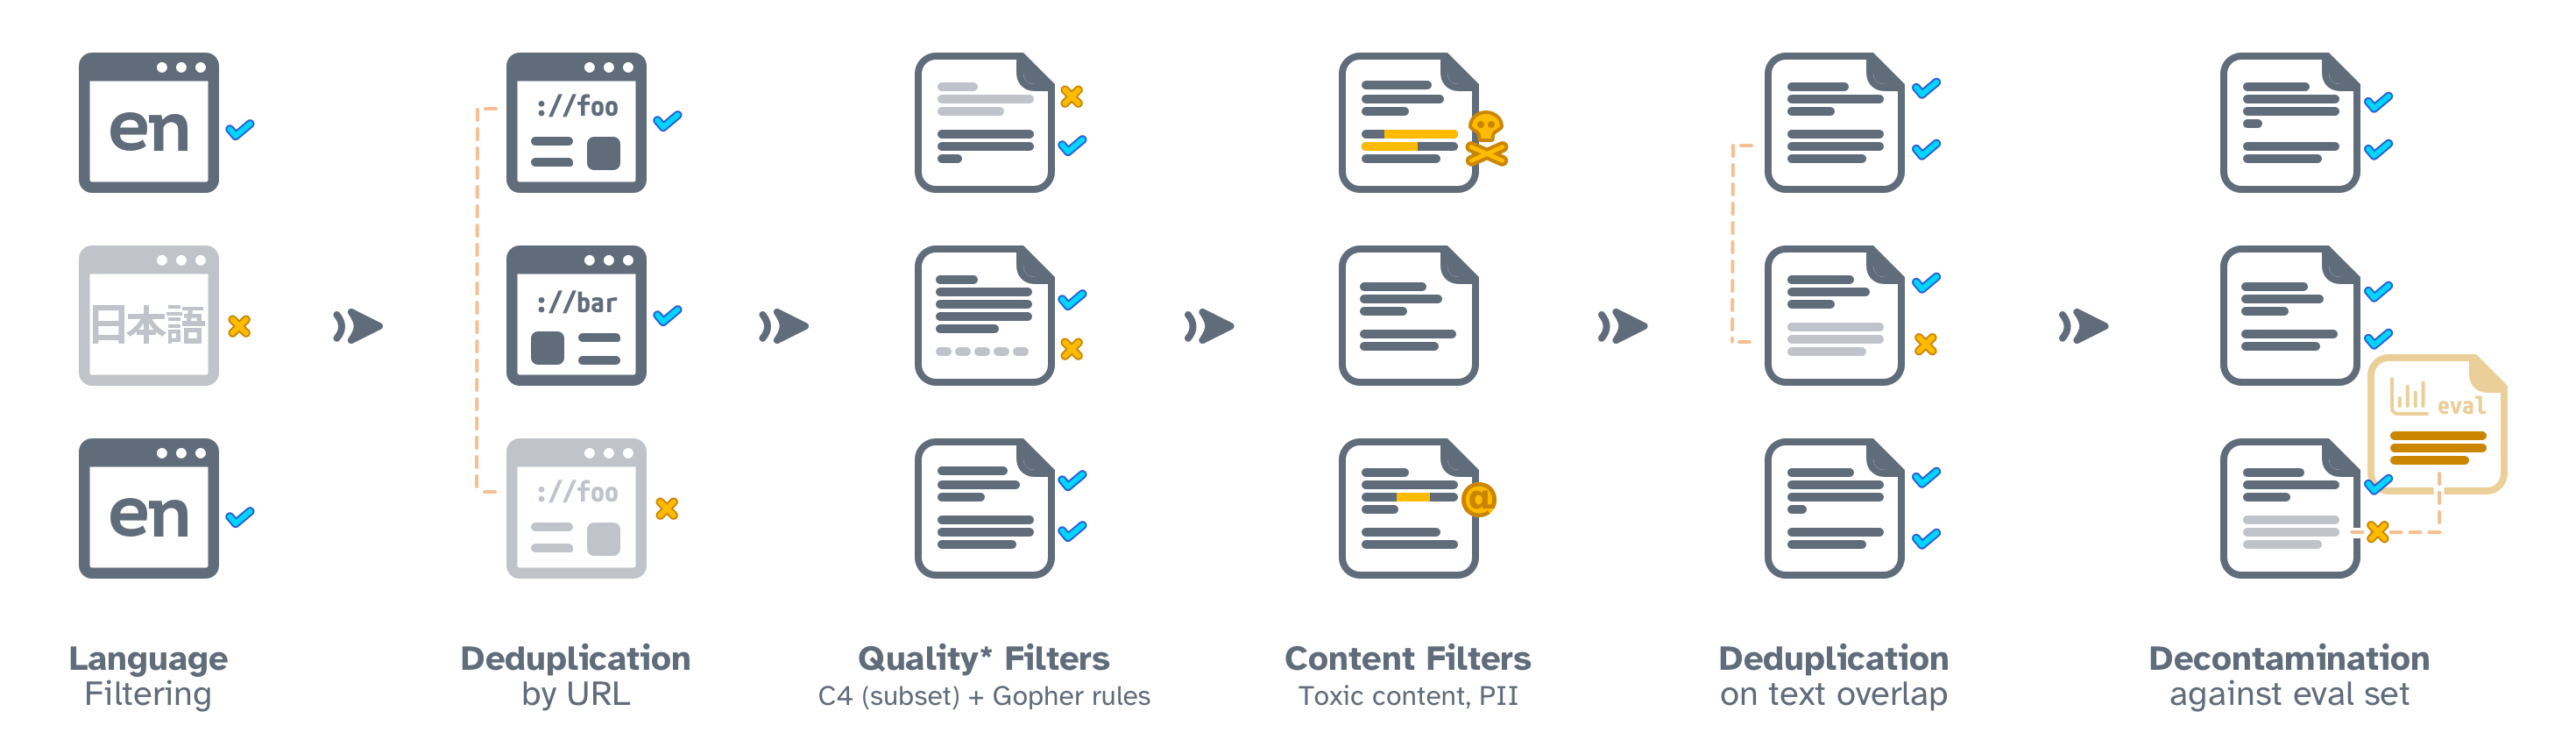 en
日本語
en
://foo
://bar
://foo
@
eval
Language
Filtering
Deduplication
by URL
Quality* Filters
C4 (subset) + Gopher rules
Content Filters
Toxic content, PII
Deduplication
on text overlap
Decontamination
against eval set